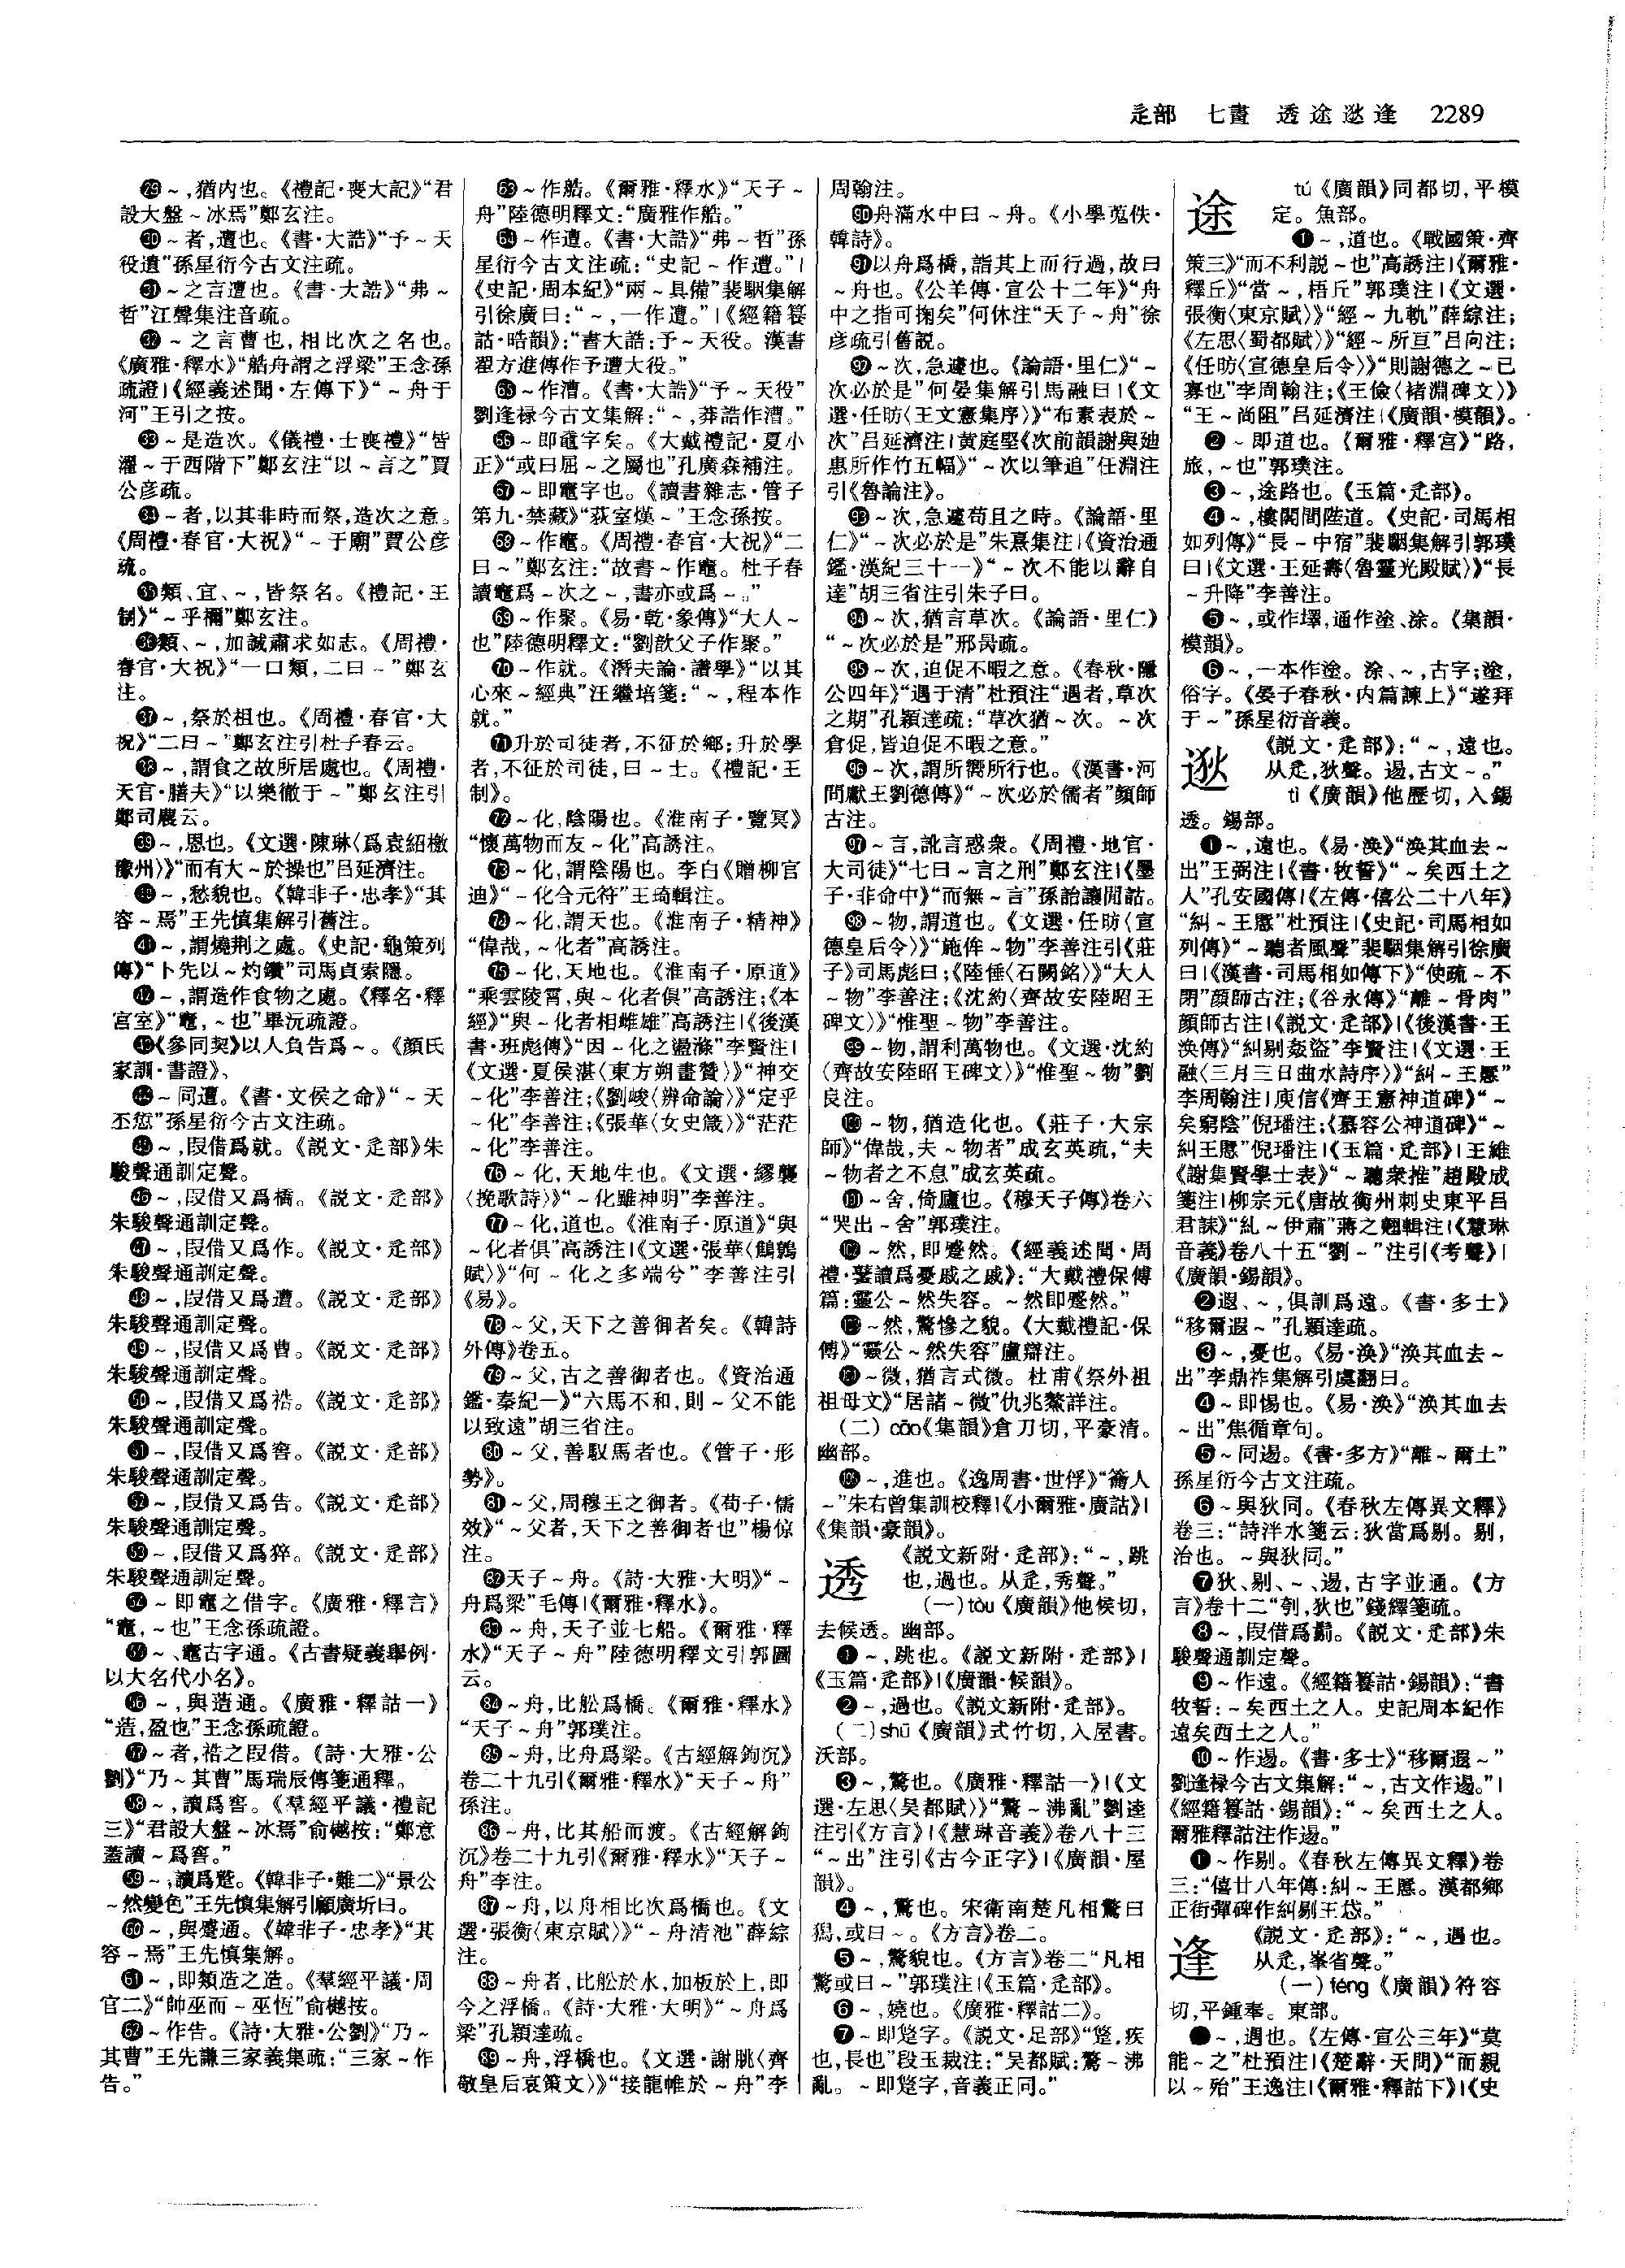 辵部　七畫　透途逖逢　2289
㉙～,猶内也。《禮記·喪大記》“君
設大盤～冰焉”鄭玄注。
㉚～者,遭也。《書·大誥》“予～天
役遺”孫星衍今古文注疏。
㉛～之言遭也。《書·大誥》“弗～
哲”江聲集注音疏。
㉜～之言曹也,相比次之名也。
《廣雅·釋水》“艁舟謂之浮梁”王念孫
疏證|《經義述聞·左傳下》“～舟于
河”王引之按。
㉝～是造次。《儀禮·士喪禮》“皆
濯～于西階下”鄭玄注“以～言之”賈
公彦疏。
㉞～者,以其非時而祭,造次之意。
《周禮·春官·大祝》“～于廟”賈公彦
疏。
㉟類、宜、～,皆祭名。《禮記·王
制》“～乎禰”鄭玄注。
㊱類、～,加誠肅求如志。《周禮·
春官·大祝》“一曰類,二曰～”鄭玄
注。
㊲～,祭於祖也。《周禮·春官·大
祝》“二曰～”鄭玄注引杜子春云。
㊳～,謂食之故所居處也。《周禮·
天官·膳夫》“以樂徹于～”鄭玄注引
鄭司農云。
㊴～,恩也。《文選·陳琳〈爲袁紹檄
豫州〉》“而有大～於操也”吕延濟注。
㊵～,愁貌也。《韓非子·忠孝》“其
容～焉”王先慎集解引舊注。
㊶～,謂燒荆之處。《史記·龜策列
傳》“卜先以～灼鑽”司馬貞索隱。
㊷～,謂造作食物之處。《釋名·釋
宫室》“竈,～也”畢沅疏證。
㊸《參同契》以人負告爲～。《顔氏
家訓·書證》、
㊹～同遭。《書·文侯之命》“～天
丕愆”孫星衍今古文注疏。
㊺～,叚借爲就。《説文·辵部》朱
駿聲通訓定聲。
㊻～,叚借又爲橋。《説文·辵部》
朱駿聲通訓定聲。
㊼～,叚借又爲作。《説文·辵部》
朱駿聲通訓定聲。
㊽～,叚借又爲遭。《説文·辵部》
朱駿聲通訓定聲。
㊾～,叚借又爲曹。《説文·辵部》
朱駿聲通訓定聲。
㊿～,叚借又爲祰。《説文·辵部》
朱駿聲通訓定聲。
51～,叚借又爲窖。《説文·辵部》
朱駿聲通訓定聲。
52～,叚借又爲告。《説文·辵部》
朱駿聲通訓定聲。
53～,叚借又爲猝。《説文·辵部》
朱駿聲通訓定聲。
54～即竈之借字。《廣雅·釋言》
“竈,～也”王念孫疏證。
55～、竈古字通。《古書疑義舉例·
以大名代小名》。
56～,與造通。《廣雅·釋詁一》
“造,盈也”王念孫疏證。
57～者,祰之叚借。《詩·大雅·公
劉》“乃～其曹”馬瑞辰傳箋通釋。
58～,讀爲窖。《羣經平議·禮記
三》“君設大盤～冰焉”俞樾按:“鄭意
蓋讀～爲窖。”
59～,讀爲蹵。《韓非子·難二》“景公
～然變色”王先慎集解引顧廣圻曰。
60～,與蹙通。《韓非子·忠孝》“其
容～焉”王先慎集解。
61～,即類造之造。《羣經平議·周
官二》“帥巫而～巫恆”俞樾按。
62～作告。《詩·大雅·公劉》“乃～
其曹”王先謙三家義集疏:“三家～作
告。”
63～作艁。《爾雅·釋水》“天子～
舟”陸德明釋文:“廣雅作艁。”
64～作遭。《書·大誥》“弗～哲”孫
星衍今古文注疏:“史記～作遭。”|
《史記·周本紀》“兩～具備”裴駰集解
引徐廣曰:“～,一作遭。”|《經籍籑
詁·晧韻》:“書大誥:予～天役。漢書
翟方進傳作予遭大役。”
65～作漕。《書·大誥》“予～天役”
劉逢禄今古文集解:“～,莽誥作漕。”
66～即竈字矣。《大戴禮記·夏小
正》“或曰屈～之屬也”孔廣森補注。
67～即竈字也。《讀書雜志·管子
第九·禁藏》“萩室熯～”王念孫按。
68～作竈。《周禮·春官·大祝》“二
曰～”鄭玄注:“故書～作竈。杜子春
讀竈爲～次之～,書亦或爲～。”
69～作聚。《易·乾·象傳》“大人～
也”陸德明釋文:“劉歆父子作聚。”
70～作就。《潛夫論·讚學》“以其
心來～經典”汪繼培箋:“～,程本作
就。”
71升於司徒者,不征於鄉;升於學
者,不征於司徒,曰～士。《禮記·王
制》。
72～化,陰陽也。《淮南子·覽冥》
“懷萬物而友～化”高誘注。
73～化,謂陰陽也。李白《贈柳官
迪》“～化合元符”王琦輯注。
74～化,謂天也。《淮南子·精神》
“偉哉,～化者”高誘注。
75～化,天地也。《淮南子·原道》
“乘雲陵霄,與～化者俱”高誘注;《本
經》“與～化者相雌雄”高誘注|《後漢
書·班彪傳》“因～化之盪滌”李賢注|
《文選·夏侯湛〈東方朔畫贊〉》“神交
～化”李善注;《劉峻〈辨命論〉》“定乎
～化”李善注;《張華〈女史箴〉》“茫茫
～化”李善注。
76～化,天地生也。《文選·繆襲
〈挽歌詩〉》“～化雖神明”李善注。
77～化,道也。《淮南子·原道》“與
～化者俱”高誘注|《文選·張華〈鷦鷯
賦〉》“何～化之多端兮”李善注引
《易》。
78～父,天下之善御者矣。《韓詩
外傳》卷五。
79～父,古之善御者也。《資治通
鑑·秦紀一》“六馬不和,則～父不能
以致遠”胡三省注。
80～父,善馭馬者也。《管子·形
勢》。
81～父,周穆王之御者。《荀子·儒
效》“～父者,天下之善御者也”楊倞
注。
82天子～舟。《詩·大雅·大明》“～
舟爲梁”毛傳|《爾雅·釋水》。
83～舟,天子並七船。《爾雅·釋
水》“天子～舟”陸德明釋文引郭圖
云。
84～舟,比舩爲橋。《爾雅·釋水》
“天子～舟”郭璞注。
85～舟,比舟爲梁。《古經解鉤沉》
卷二十九引《爾雅·釋水》“天子～舟”
孫注。
86～舟,比其船而渡。《古經解鉤
沉》卷二十九引《爾雅·釋水》“天子～
舟”李注。
87～舟,以舟相比次爲橋也。《文
選·張衡〈東京賦〉》“～舟清池”薛綜
注。
88～舟者,比舩於水,加板於上,即
今之浮橋。《詩·大雅·大明》“～舟爲
梁”孔穎達疏。
89～舟,浮橋也。《文選·謝朓〈齊
敬皇后哀策文〉》“接龍帷於～舟”李
周翰注。
90舟滿水中曰～舟。《小學蒐佚·
韓詩》。
91以舟爲橋,詣其上而行過,故曰
～舟也。《公羊傳·宣公十二年》“舟
中之指可掬矣”何休注“天子～舟”徐
彦疏引舊説。
92～次,急遽也。《論語·里仁》“～
次必於是”何晏集解引馬融曰|《文
選·任昉〈王文憲集序〉》“布素表於～
次”吕延濟注|黄庭堅《次前韻謝與迪
惠所作竹五幅》“～次以筆追”任淵注
引《魯論注》。
93～次,急遽苟且之時。《論語·里
仁》“～次必於是”朱熹集注|《資治通
鑑·漢紀三十一》“～次不能以辭自
達”胡三省注引朱子曰。
94～次,猶言草次。《論語·里仁》
“～次必於是”邢昺疏。
95～次,迫促不暇之意。《春秋·隱
公四年》“遇于清”杜預注“遇者,草次
之期”孔穎達疏:“草次猶～次。～次
倉促,皆迫促不暇之意。”
96～次,謂所嚮所行也。《漢書·河
間獻王劉德傳》“～次必於儒者”顔師
古注。
97～言,訛言惑衆。《周禮·地官·
大司徒》“七曰～言之刑”鄭玄注|《墨
子·非命中》“而無～言”孫詒讓閒詁。
98～物,謂道也。《文選·任昉〈宣
德皇后令〉》“施侔～物”李善注引《莊
子》司馬彪曰;《陸倕〈石闕銘〉》“大人
～物”李善注;《沈約〈齊故安陸昭王
碑文〉》“惟聖～物”李善注。
99～物,謂利萬物也。《文選·沈約
〈齊故安陸昭王碑文〉》“惟聖～物”劉
良注。
100～物,猶造化也。《莊子·大宗
師》“偉哉,夫～物者”成玄英疏,“夫
～物者之不息”成玄英疏。
101～舍,倚廬也。《穆天子傳》卷六
“哭出～舍”郭璞注。
102～然,即蹙然。《經義述聞·周
禮·鼜讀爲憂戚之戚》:“大戴禮保傅
篇:靈公～然失容。～然即蹙然。”
103～然,驚慘之貌。《大戴禮記·保
傅》“靈公～然失容”盧辯注。
104～微,猶言式微。杜甫《祭外祖
祖母文》“居諸～微”仇兆鰲詳注。
(二)cāo《集韻》倉刀切,平豪清。
幽部。
105～,進也。《逸周書·世俘》“籥人
～”朱右曾集訓校釋|《小爾雅·廣詁》|
《集韻·豪韻》。
透
《説文新附·辵部》:“～,跳
也,過也。从辵,秀聲。”
(一)tòu《廣韻》他候切,
去候透。幽部。
❶～,跳也。《説文新附·辵部》|
《玉篇·辵部》|《廣韻·候韻》。
❷～,過也。《説文新附·辵部》。
(二)shū《廣韻》式竹切,入屋書。
沃部。
❸～,驚也。《廣雅·釋詁一》|《文
選·左思〈吴都賦〉》“驚～沸亂”劉逵
注引《方言》|《慧琳音義》卷八十三
“～出”注引《古今正字》|《廣韻·屋
韻》。
❹～,驚也。宋衛南楚凡相驚曰
獡,或曰～。《方言》卷二。
❺～,驚貌也。《方言》卷二“凡相
驚或曰～”郭璞注|《玉篇·辵部》。
❻～,嬈也。《廣雅·釋詁二》。
❼～即跾字。《説文·足部》“跾,疾
也,長也”段玉裁注:“吴都賦:驚～沸
亂。～即跾字,音義正同。”
途
tú《廣韻》同都切,平模
定。魚部。
❶～,道也。《戰國策·齊
策三》“而不利説～也”高誘注|《爾雅·
釋丘》“當～,梧丘”郭璞注|《文選·
張衡〈東京賦〉》“經～九軌”薛綜注;
《左思〈蜀都賦〉》“經～所亘”吕向注;
《任昉〈宣德皇后令〉》“則謝德之～已
寡也”李周翰注;《王儉〈褚淵碑文〉》
“王～尚阻”吕延濟注|《廣韻·模韻》。
❷～即道也。《爾雅·釋宫》“路,
旅,～也”郭璞注。
❸～,途路也。《玉篇·辵部》。
❹～,樓閣間陛道。《史記·司馬相
如列傳》“長～中宿”裴駰集解引郭璞
曰|《文選·王延壽〈魯靈光殿賦〉》“長
～升降”李善注。
❺～,或作墿,通作塗、涂。《集韻·
模韻》。
❻～,一本作塗。涂、～,古字;塗,
俗字。《晏子春秋·内篇諫上》“遂拜
于～”孫星衍音義。
逖
《説文·辵部》:“～,遠也。
从辵,狄聲。逷,古文～。”
tì《廣韻》他歷切,入錫
透。錫部。
❶～,遠也。《易·涣》“涣其血去～
出”王弼注|《書·牧誓》“～矣西土之
人”孔安國傳|《左傳·僖公二十八年》
“糾～王慝”杜預注|《史記·司馬相如
列傳》“～聽者風聲”裴駰集解引徐廣
曰|《漢書·司馬相如傳下》“使疏～不
閉”顔師古注;《谷永傳》“離～骨肉”
顔師古注|《説文·辵部》|《後漢書·王
涣傳》“糾剔姦盜”李賢注|《文選·王
融〈三月三日曲水詩序〉》“糾～王慝”
李周翰注|庾信《齊王憲神道碑》“～
矣窮陰”倪璠注;《慕容公神道碑》“～
糾王慝”倪璠注|《玉篇·辵部》|王維
《謝集賢學士表》“～聽衆推”趙殿成
箋注|柳宗元《唐故衡州刺史東平吕
君誄》“糺～伊肅”蔣之翹輯注|《慧琳
音義》卷八十五“劉～”注引《考聲》|
《廣韻·錫韻》。
❷遐、～,俱訓爲遠。《書·多士》
“移爾遐～”孔穎達疏。
❸～,憂也。《易·涣》“涣其血去～
出”李鼎祚集解引虞翻曰。
❹～即惕也。《易·涣》“涣其血去
～出”焦循章句。
❺～同逷。《書·多方》“離～爾土”
孫星衍今古文注疏。
❻～與狄同。《春秋左傳異文釋》
卷三:“詩泮水箋云:狄當爲剔。剔,
治也。～與狄同。”
❼狄、剔、～、逷,古字並通。《方
言》卷十二“刳,狄也”錢繹箋疏。
❽～,叚借爲鬄。《説文·辵部》朱
駿聲通訓定聲。
❾～作遠。《經籍籑詁·錫韻》:“書
牧誓:～矣西土之人。史記周本紀作
遠矣西土之人。”
❿～作逷。《書·多士》“移爾遐～”
劉逢禄今古文集解:“～,古文作逷。”|
《經籍籑詁·錫韻》:“～矣西土之人。
爾雅釋詁注作逷。”
⓫～作剔。《春秋左傳異文釋》卷
三:“僖廿八年傳:糾～王慝。漢都鄉
正街彈碑作糾剔王忒。”
逢
《説文·辵部》:“～,遇也。
从辵,峯省聲。”
(一)féng《廣韻》符容
切,平鍾奉。東部。
～,遇也。《左傳·宣公三年》“莫
能～之”杜預注|《楚辭·天問》“而親
以～殆”王逸注|《爾雅·釋詁下》|《史